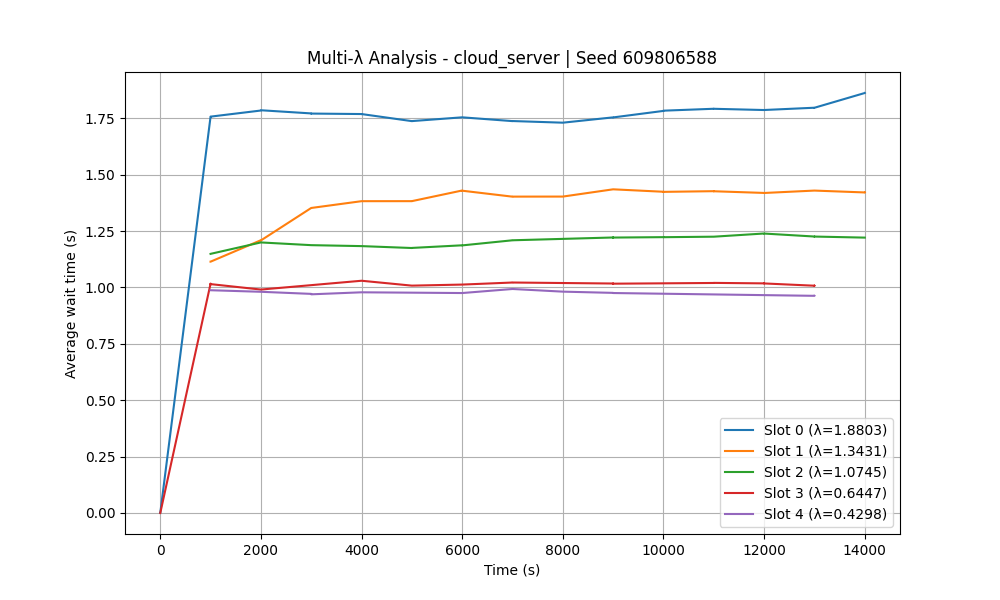 Multi-λ Analysis - cloud_server | Seed 609806588
Average wait time (s)
1.75
1.50
1.25
1.00
0.75
0.50
0.25
0.00
0 2000 4000 6000 8000 10000 12000 14000
Time (s)
Slot 0 (λ=1.8803)
Slot 1 (λ=1.3431)
Slot 2 (λ=1.0745)
Slot 3 (λ=0.6447)
Slot 4 (λ=0.4298)